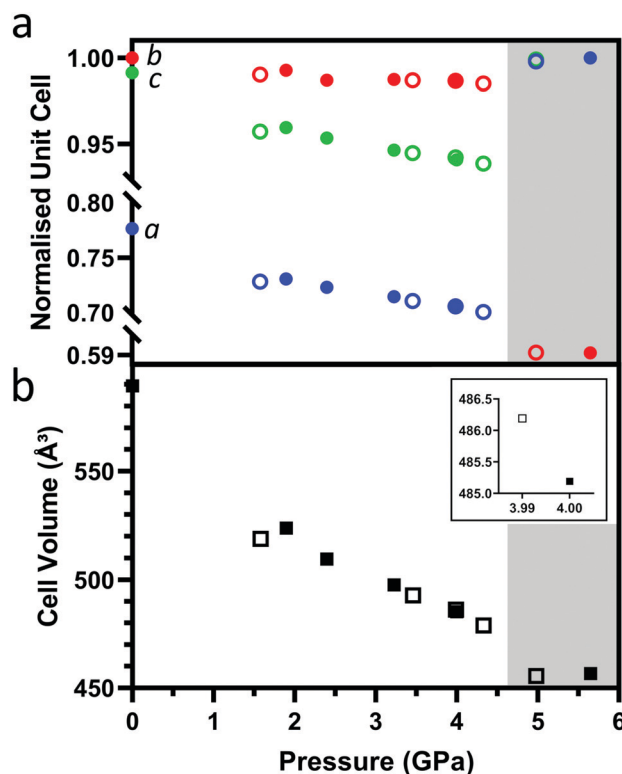 a
Normalised Unit Cell
1.00
0.95
0.80
0.75
0.70
0.59
b
c
a
b
Cell Volume (Å³)
550
500
450
486.5
486.0
485.5
485.0
3.99
4.00
0
1
2
3
4
5
6
Pressure (GPa)